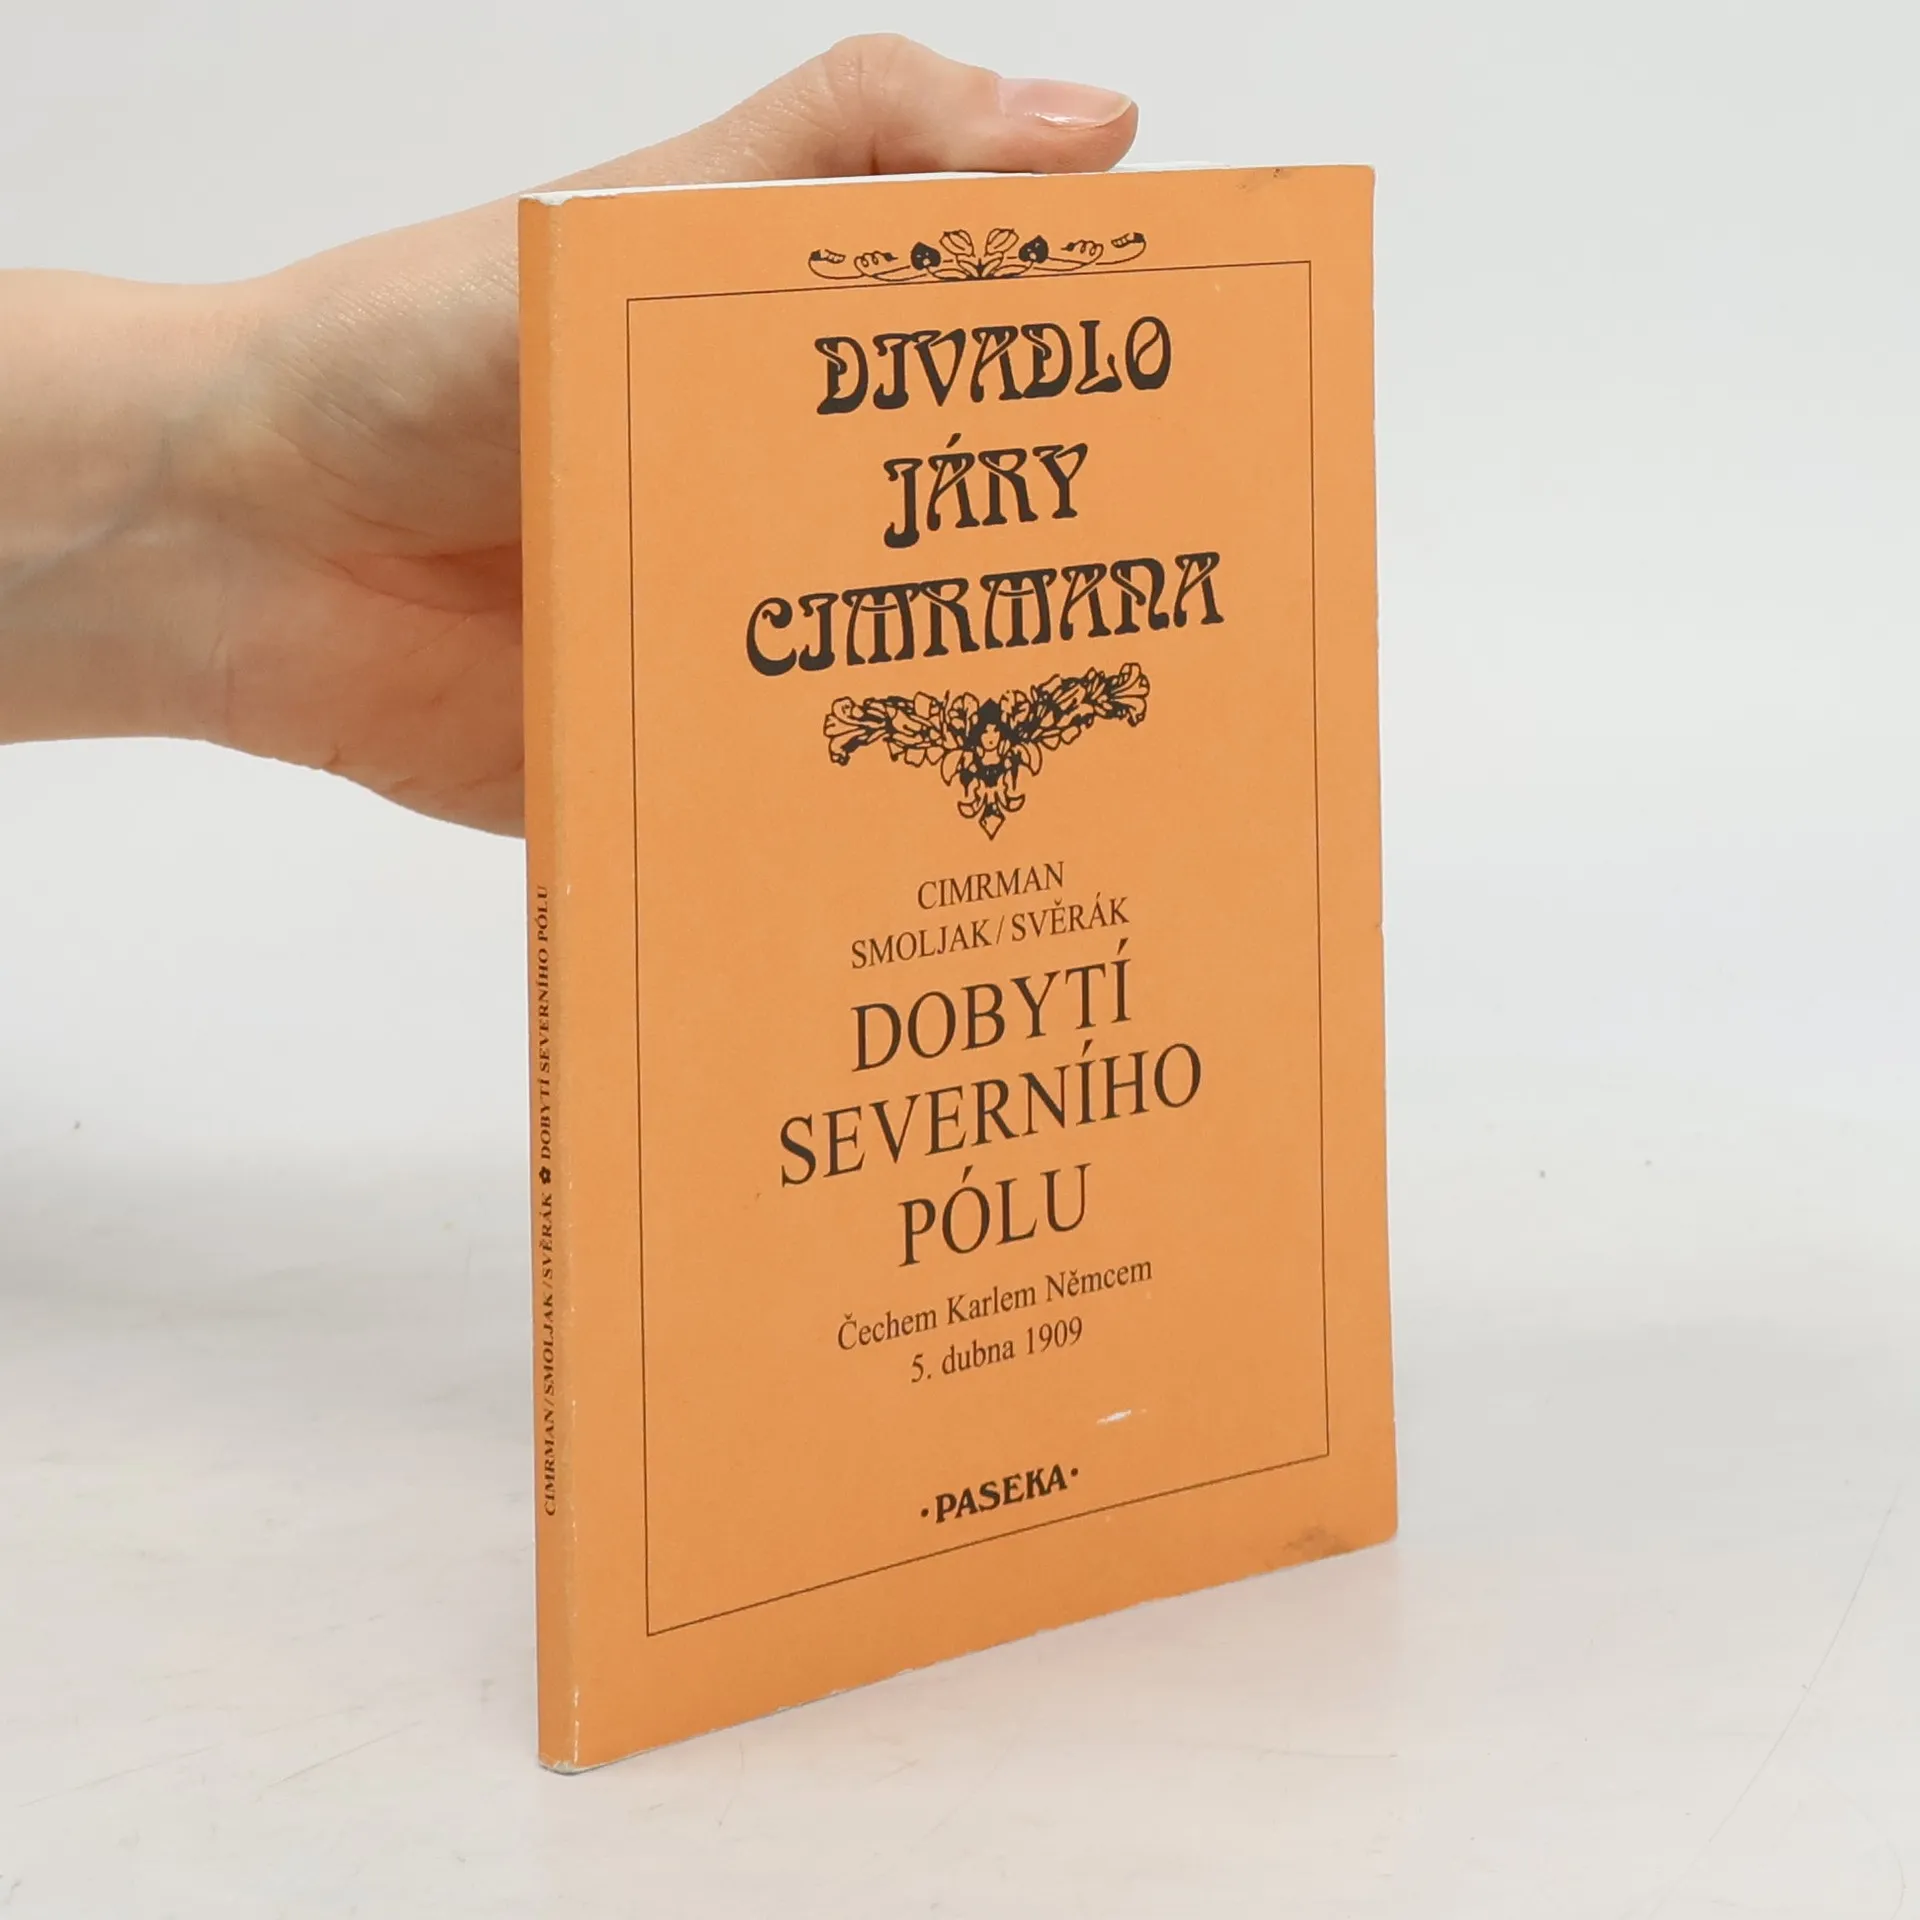 DIVADLO
JÁRY
CIMRMANA
CIMRMAN
SMOLJAK / SVĚRÁK
DOBYTÍ
SEVERNÍHO
PÓLU
Čechem Karlem Němcem
5. dubna 1909
·PASEKA·
CIMRMAN / SMOLJAK / SVĚRÁK ✿ DOBYTÍ SEVERNÍHO PÓLU